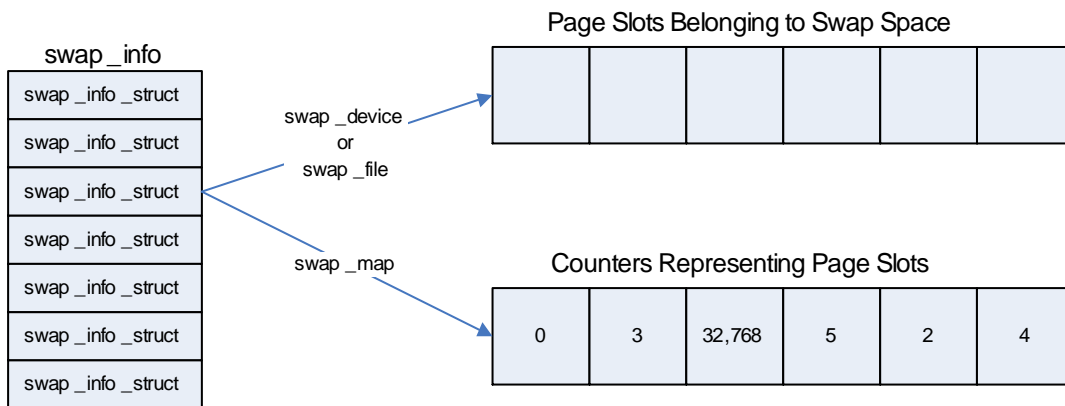 swap _info
swap _info _struct
swap _info _struct
swap _info _struct
swap _info _struct
swap _info _struct
swap _info _struct
swap _info _struct
swap _device
or
swap _file
swap _map
Page Slots Belonging to Swap Space
Counters Representing Page Slots
0 3 32,768 5 2 4